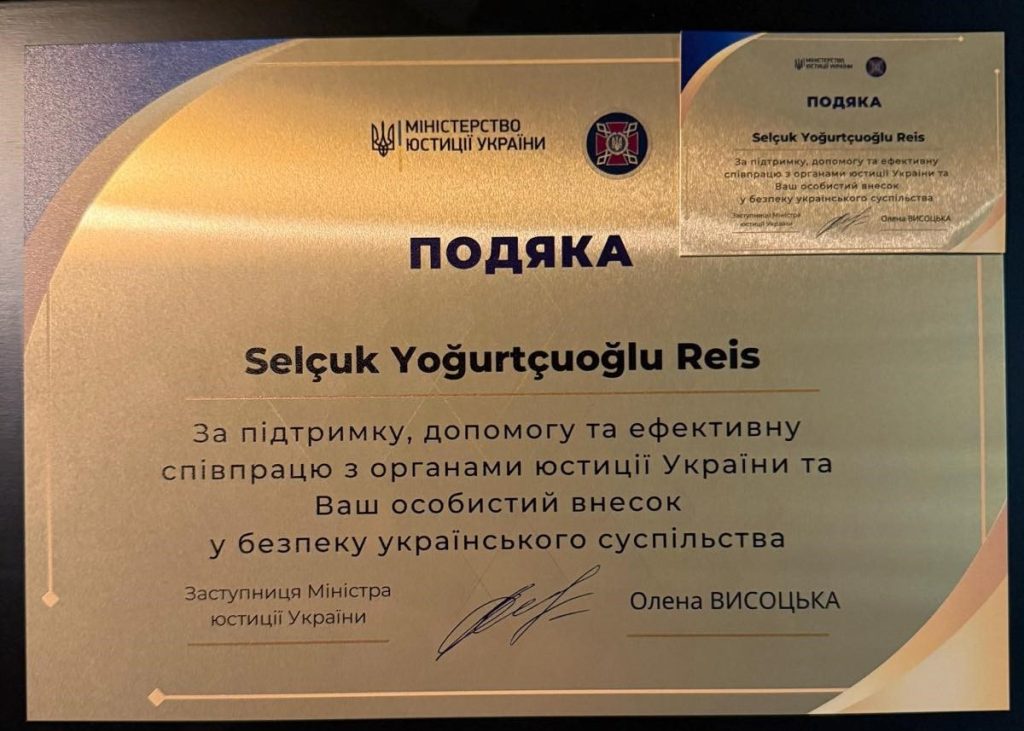 МІНІСТЕРСТВО
ЮСТИЦІЇ УКРАЇНИ
ПОДЯКА
Selçuk Yoğurtçuoğlu Reis
За підтримку, допомогу та ефективну
співпрацю з органами юстиції України та
Ваш особистий внесок
у безпеку українського суспільства
Заступниця Міністра
юстиції України
Олена ВИСОЦЬКА
МІНІСТЕРСТВО
ЮСТИЦІЇ УКРАЇНИ
ПОДЯКА
Selçuk Yoğurtçuoğlu Reis
За підтримку, допомогу та ефективну
співпрацю з органами юстиції України та
Ваш особистий внесок
у безпеку українського суспільства
Заступниця Міністра
юстиції України
Олена ВИСОЦЬКА